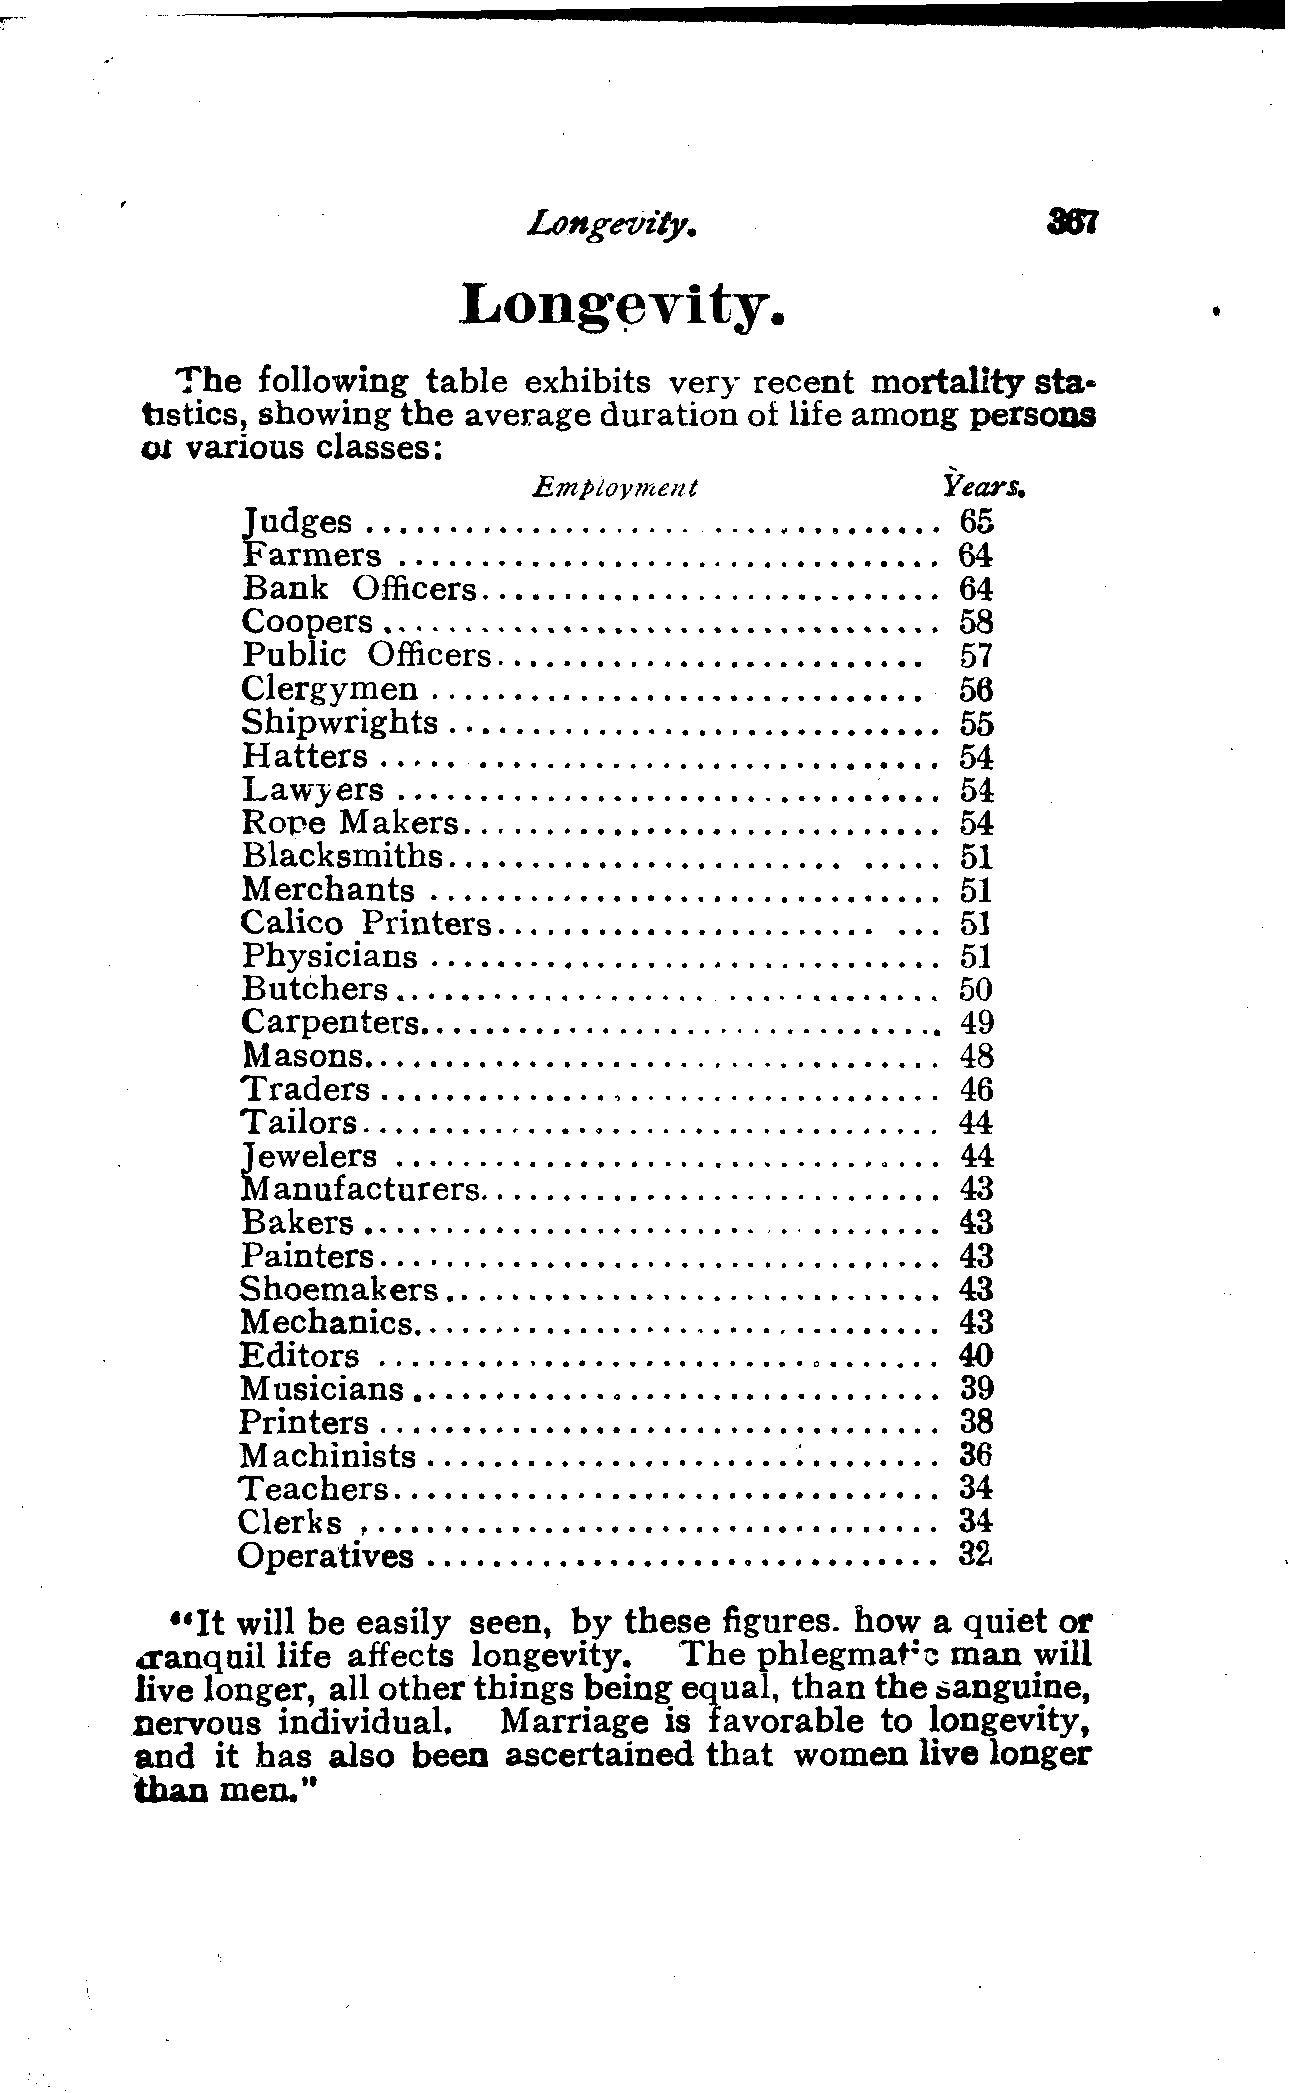 Longevity. 367
Longevity.
The following table exhibits very recent mortality sta-
tistics, showing the average duration of life among persons
of various classes:
Employment Years.
Judges .................................. 65
Farmers ................................. 64
Bank Officers............................ 64
Coopers .................................. 58
Public Officers.......................... 57
Clergymen .............................. 56
Shipwrights .............................. 55
Hatters .................................. 54
Lawyers ................................. 54
Rope Makers............................. 54
Blacksmiths............................. 51
Merchants ............................... 51
Calico Printers.......................... 51
Physicians ............................... 51
Butchers................................. 50
Carpenters................................ 49
Masons................................... 48
Traders .................................. 46
Tailors................................... 44
Jewelers ................................. 44
Manufacturers............................ 43
Bakers ................................... 43
Painters.................................. 43
Shoemakers.............................. 43
Mechanics................................ 43
Editors .................................. 40
Musicians................................ 39
Printers .................................. 38
Machinists ............................... 36
Teachers................................. 34
Clerks ................................... 34
Operatives ............................... 32
"It will be easily seen, by these figures. how a quiet or
tranquil life affects longevity. The phlegmatic man will
live longer, all other things being equal, than the sanguine,
nervous individual. Marriage is favorable to longevity,
and it has also been ascertained that women live longer
than men."